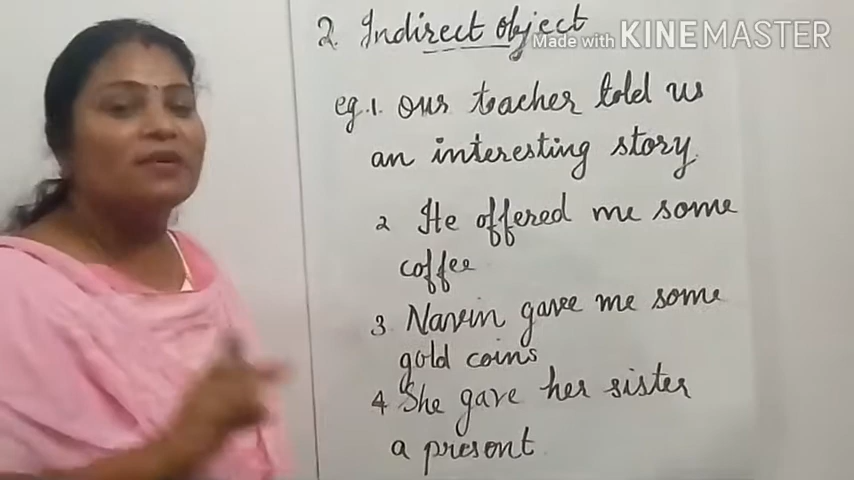 2. Indirect object
Made with KINEMASTER
eg. 1. Our teacher told us
an interesting story.
2 He offered me some
coffee
3 Navin gave me some
gold coins
4 She gave her sister
a present